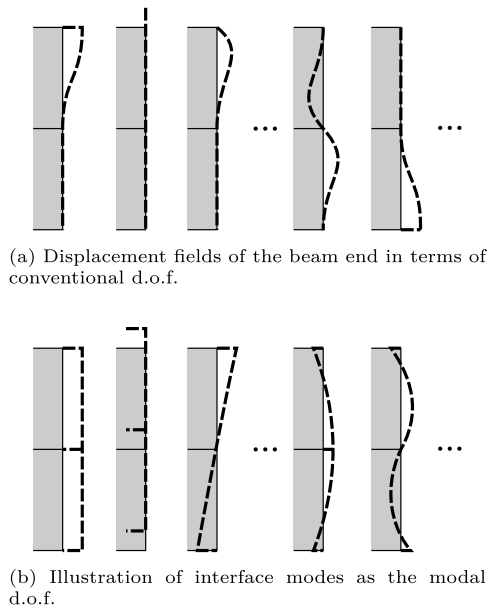 (a) Displacement fields of the beam end in terms of
conventional d.o.f.
(b) Illustration of interface modes as the modal
d.o.f.